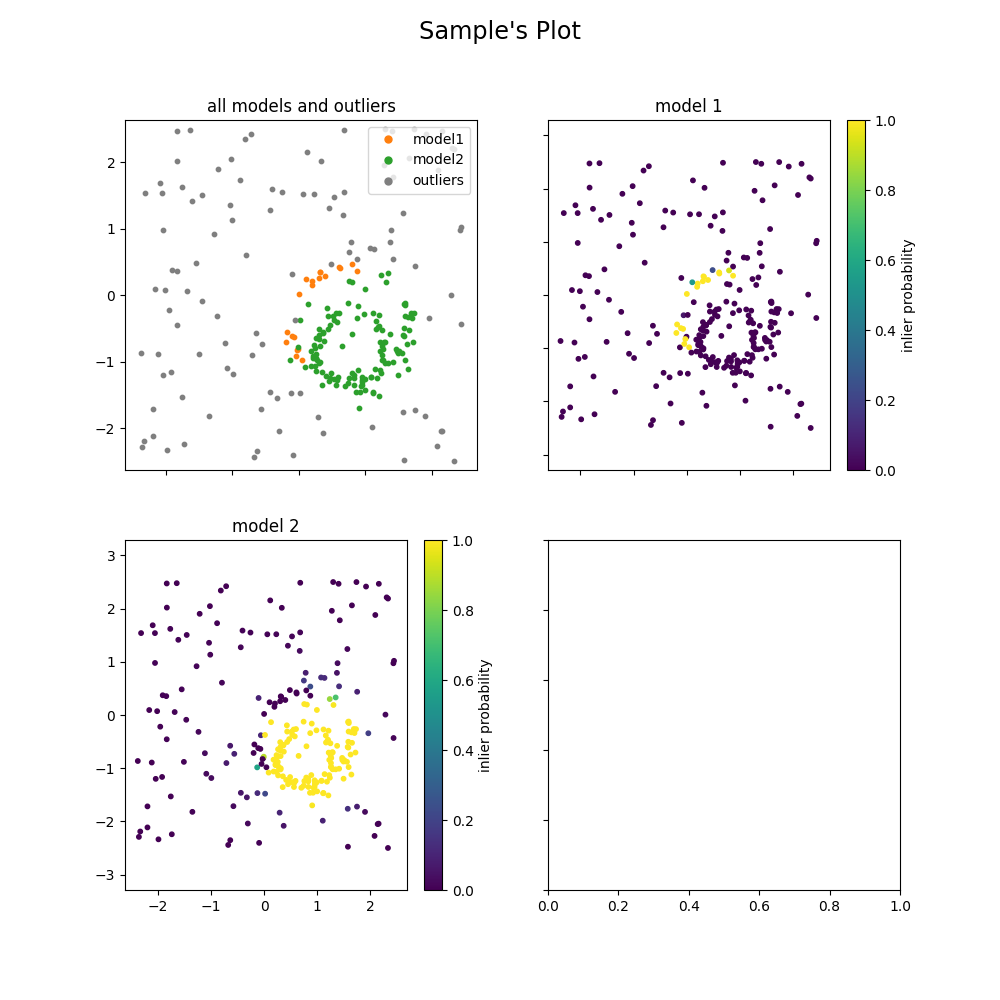 Sample's Plot
all models and outliers
model1
model2
outliers
2
1
0
−1
−2
model 1
1.0
0.8
0.6
0.4
0.2
0.0
inlier probability
model 2
3
2
1
0
−1
−2
−3
−2 −1 0 1 2
1.0
0.8
0.6
0.4
0.2
0.0
inlier probability
0.0 0.2 0.4 0.6 0.8 1.0